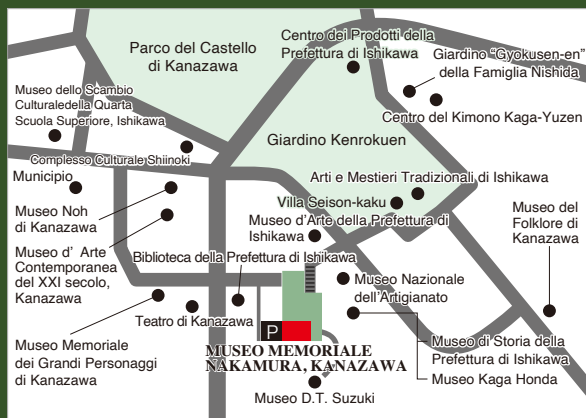 Parco del Castello
di Kanazawa
Centro dei Prodotti della
Prefettura di Ishikawa
Giardino "Gyokusen-en"
della Famiglia Nishida
Centro del Kimono Kaga-Yuzen
Museo dello Scambio
Culturaledella Quarta
Scuola Superiore, Ishikawa
Giardino Kenrokuen
Complesso Culturale Shiinoki
Municipio
Arti e Mestieri Tradizionali di Ishikawa
Villa Seison-kaku
Museo Noh
di Kanazawa
Museo d'Arte della Prefettura di
Ishikawa
Museo del
Folklore di
Kanazawa
Museo d' Arte
Contemporanea
del XXI secolo,
Kanazawa
Biblioteca della Prefettura di Ishikawa
Museo Nazionale
dell'Artigianato
Teatro di Kanazawa
P
Museo Memoriale
dei Grandi Personaggi
di Kanazawa
MUSEO MEMORIALE
NAKAMURA, KANAZAWA
Museo di Storia della
Prefettura di Ishikawa
Museo Kaga Honda
Museo D.T. Suzuki